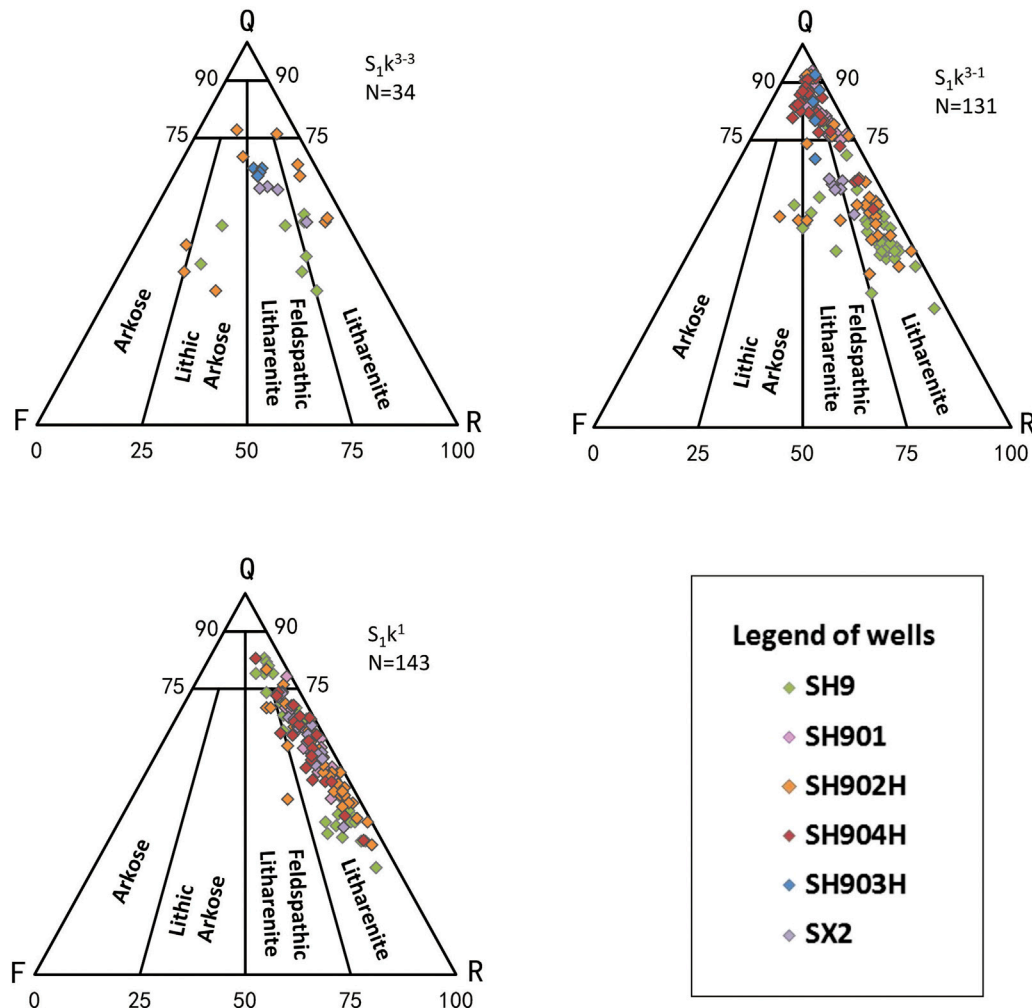 Q
90 90
S₁k³⁻³
N=34
75 75
Arkose
Lithic
Arkose
Feldspathic
Litharenite
Litharenite
F R
0 25 50 75 100
Q
90 90
S₁k³⁻¹
N=131
75 75
Arkose
Lithic
Arkose
Feldspathic
Litharenite
Litharenite
F R
0 25 50 75 100
Q
90 90
S₁k¹
N=143
75 75
Arkose
Lithic
Arkose
Feldspathic
Litharenite
Litharenite
F R
0 25 50 75 100
Legend of wells
SH9
SH901
SH902H
SH904H
SH903H
SX2